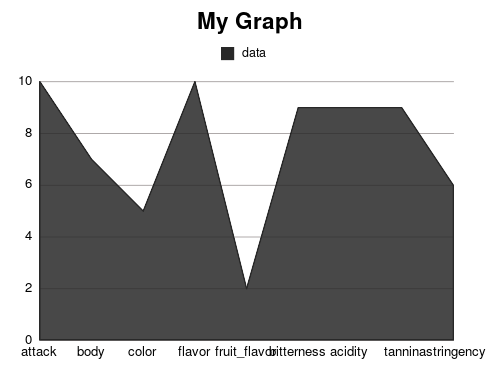 My Graph
data
10
8
6
4
2
0
attack body color flavor fruit_flavor bitterness acidity tannin astringency